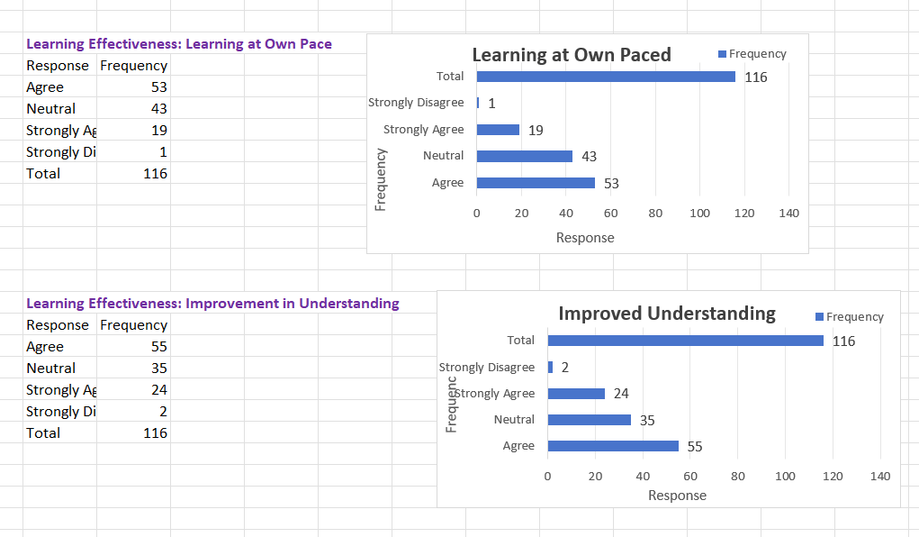 Learning Effectiveness: Learning at Own Pace
Response Frequency
Agree 53
Neutral 43
Strongly Ag 19
Strongly Di 1
Total 116
Learning at Own Paced
Frequency
Total 116
Strongly Disagree 1
Strongly Agree 19
Neutral 43
Agree 53
Frequency
0 20 40 60 80 100 120 140
Response
Learning Effectiveness: Improvement in Understanding
Response Frequency
Agree 55
Neutral 35
Strongly Ag 24
Strongly Di 2
Total 116
Improved Understanding
Frequency
Total 116
Strongly Disagree 2
Strongly Agree 24
Neutral 35
Agree 55
Frequenc
0 20 40 60 80 100 120 140
Response